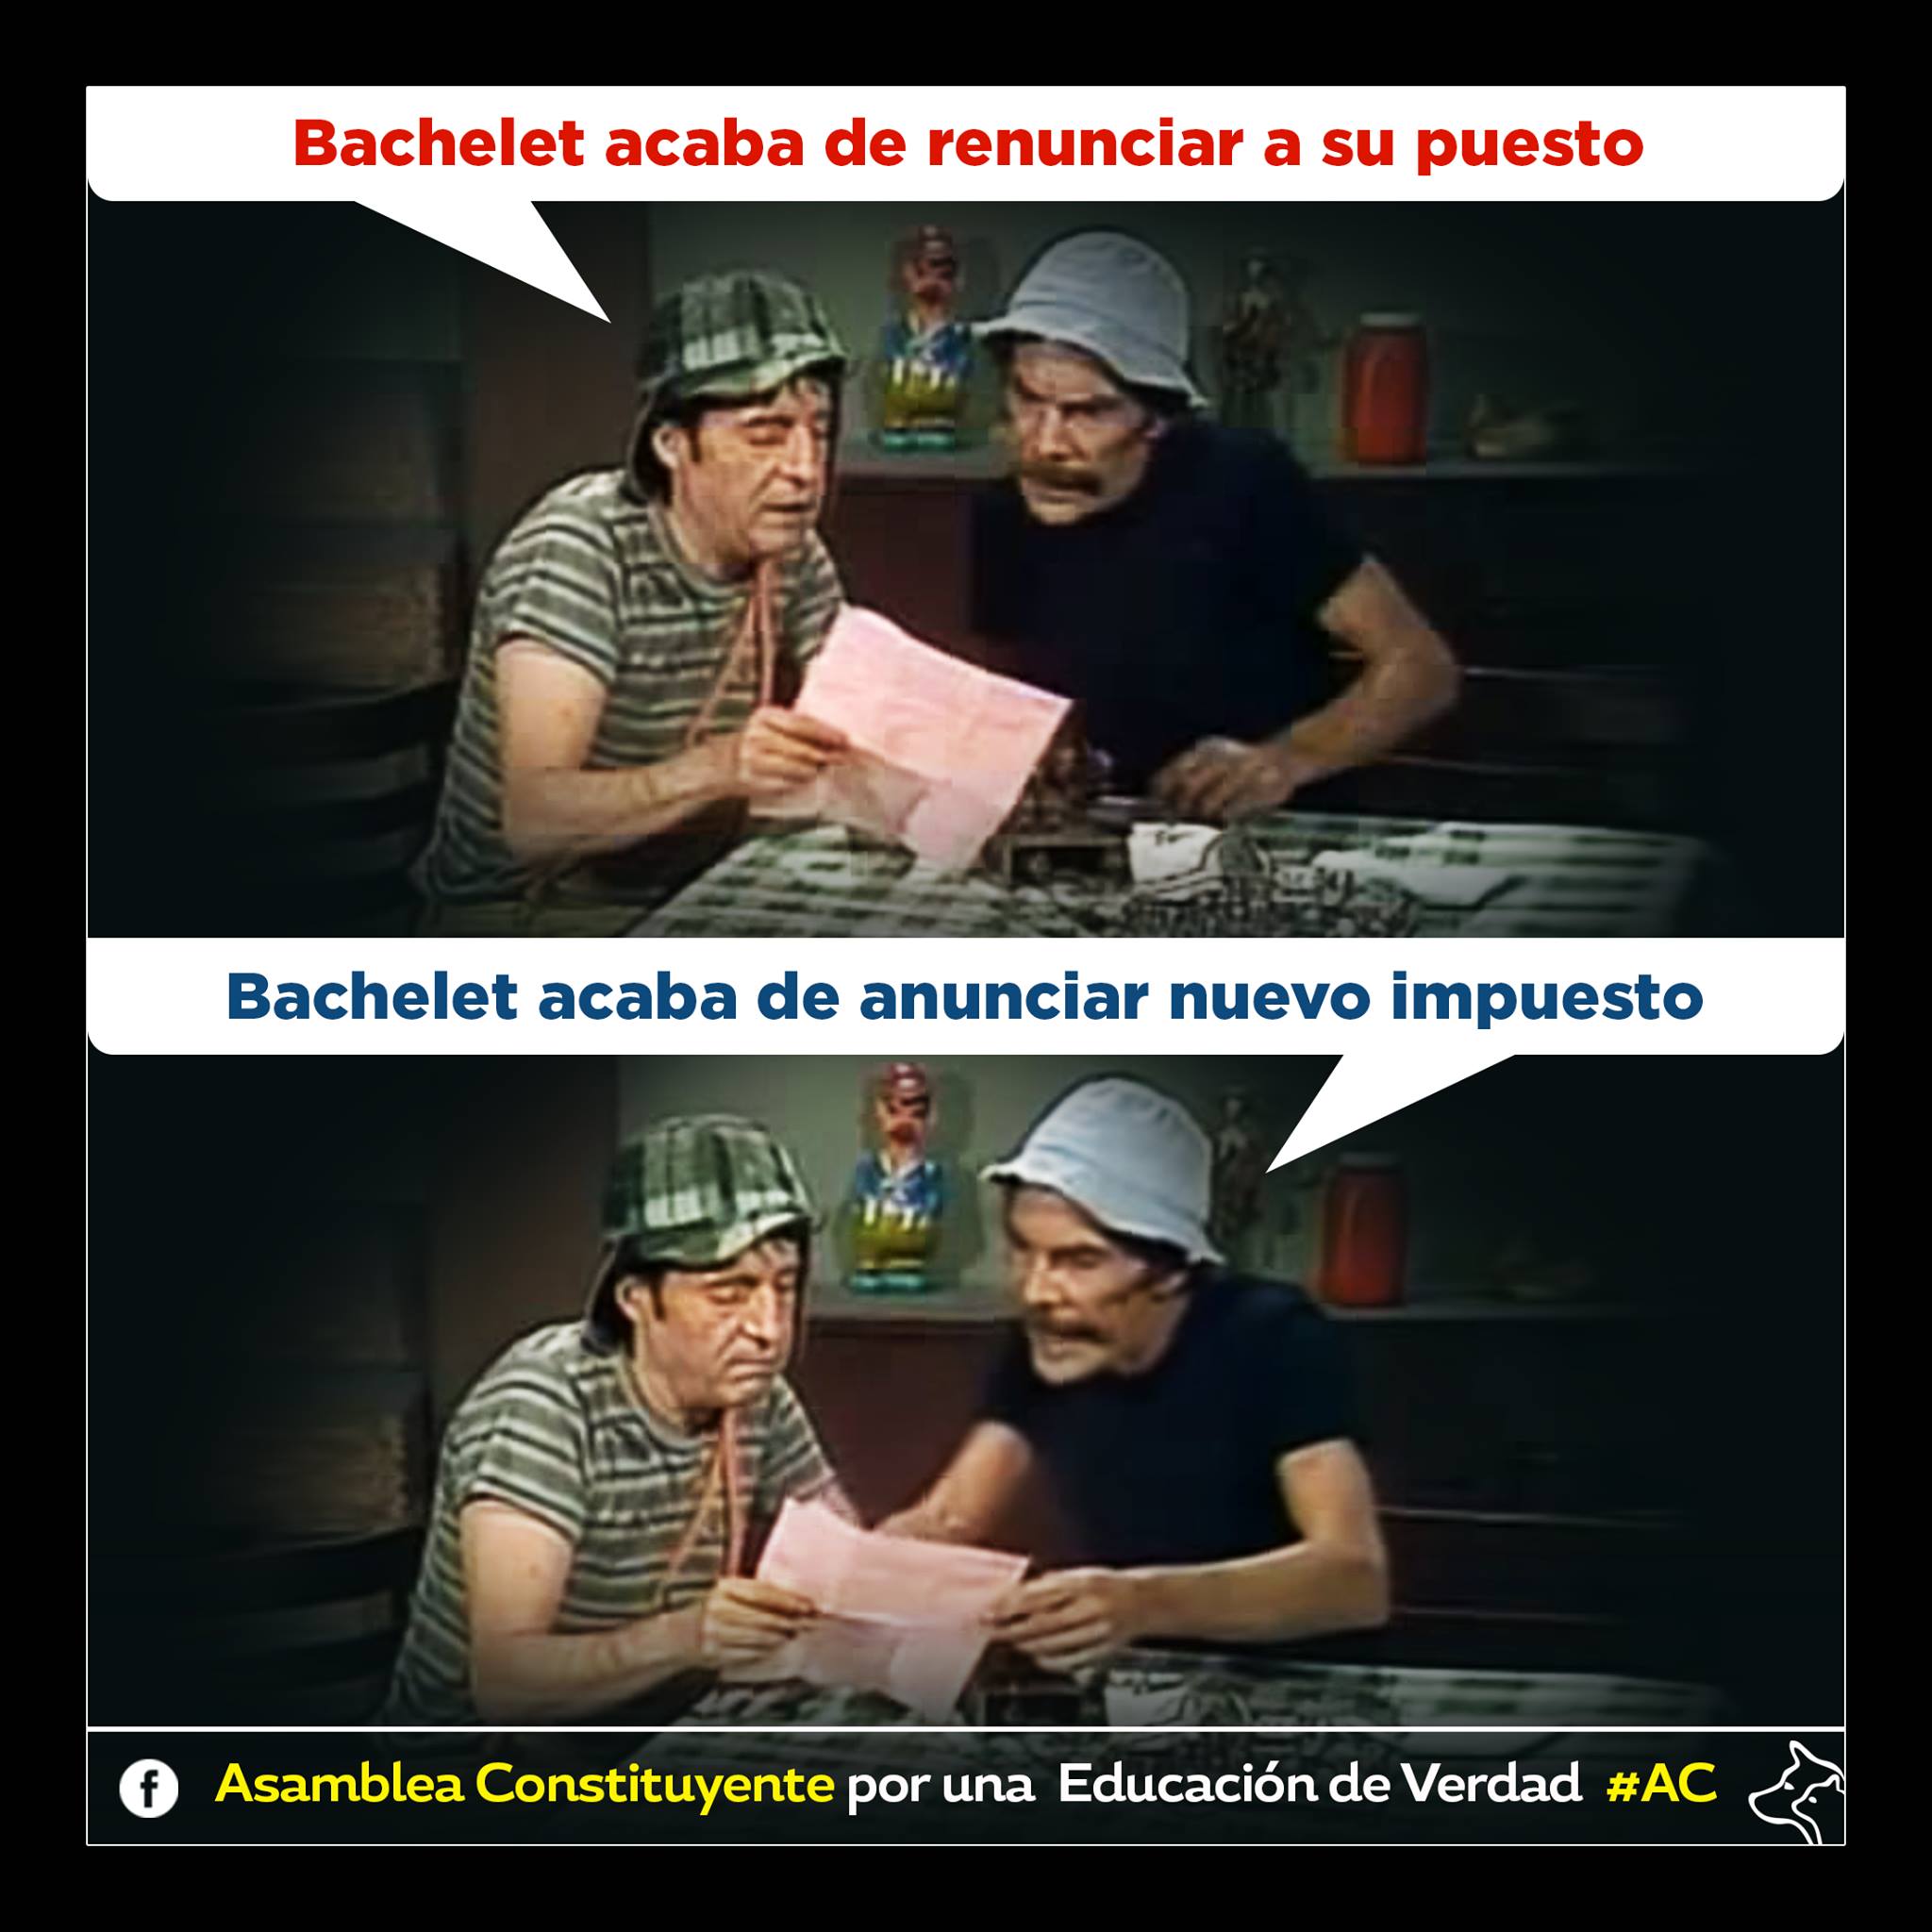 Bachelet acaba de renunciar a su puesto
Bachelet acaba de anunciar nuevo impuesto
f Asamblea Constituyente por una Educación de Verdad #AC